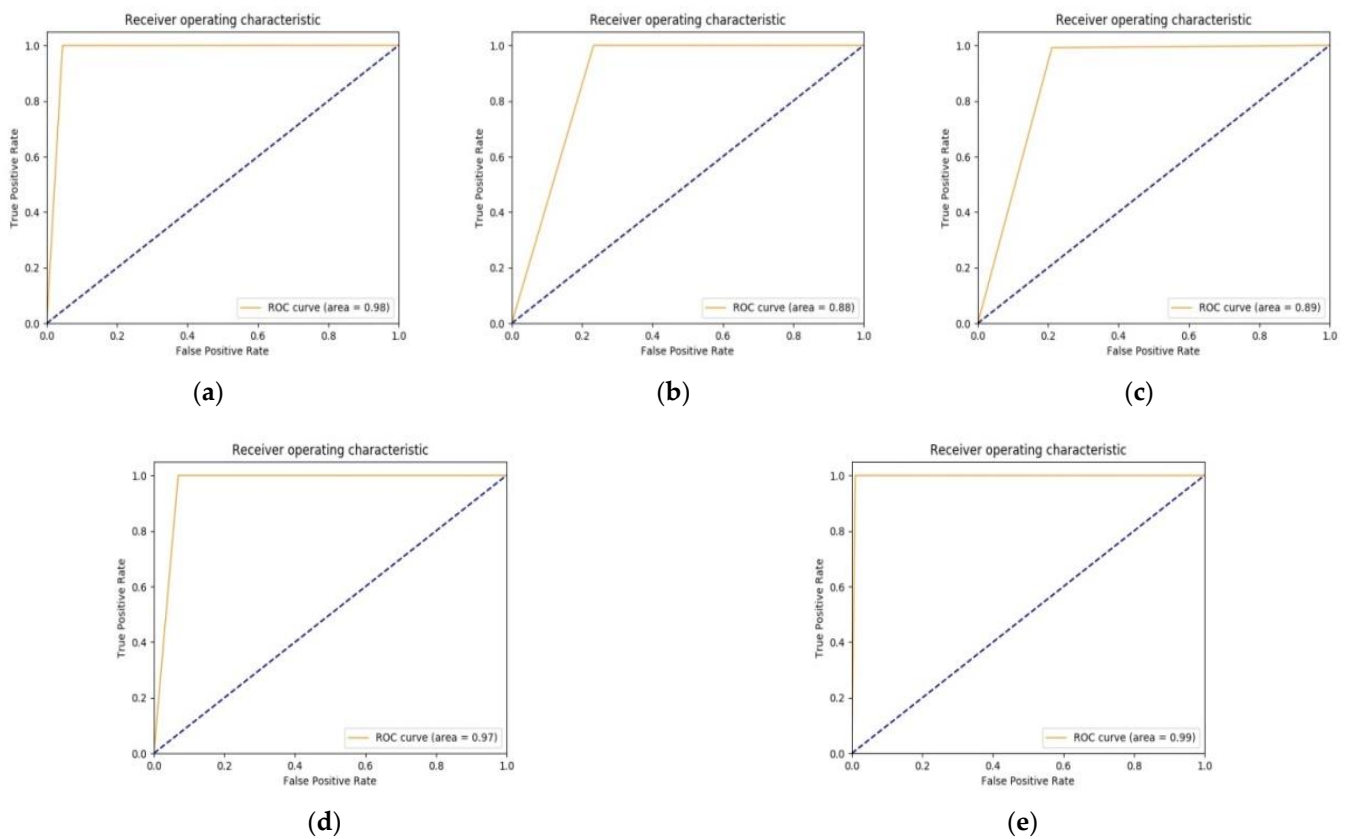 Receiver operating characteristic
1.0
0.8
0.6
0.4
0.2
0.0
True Positive Rate
ROC curve (area = 0.98)
0.0 0.2 0.4 0.6 0.8 1.0
False Positive Rate
(a)
Receiver operating characteristic
1.0
0.8
0.6
0.4
0.2
0.0
True Positive Rate
ROC curve (area = 0.88)
0.0 0.2 0.4 0.6 0.8 1.0
False Positive Rate
(b)
Receiver operating characteristic
1.0
0.8
0.6
0.4
0.2
0.0
True Positive Rate
ROC curve (area = 0.89)
0.0 0.2 0.4 0.6 0.8 1.0
False Positive Rate
(c)
Receiver operating characteristic
1.0
0.8
0.6
0.4
0.2
0.0
True Positive Rate
ROC curve (area = 0.97)
0.0 0.2 0.4 0.6 0.8 1.0
False Positive Rate
(d)
Receiver operating characteristic
1.0
0.8
0.6
0.4
0.2
0.0
True Positive Rate
ROC curve (area = 0.99)
0.0 0.2 0.4 0.6 0.8 1.0
False Positive Rate
(e)